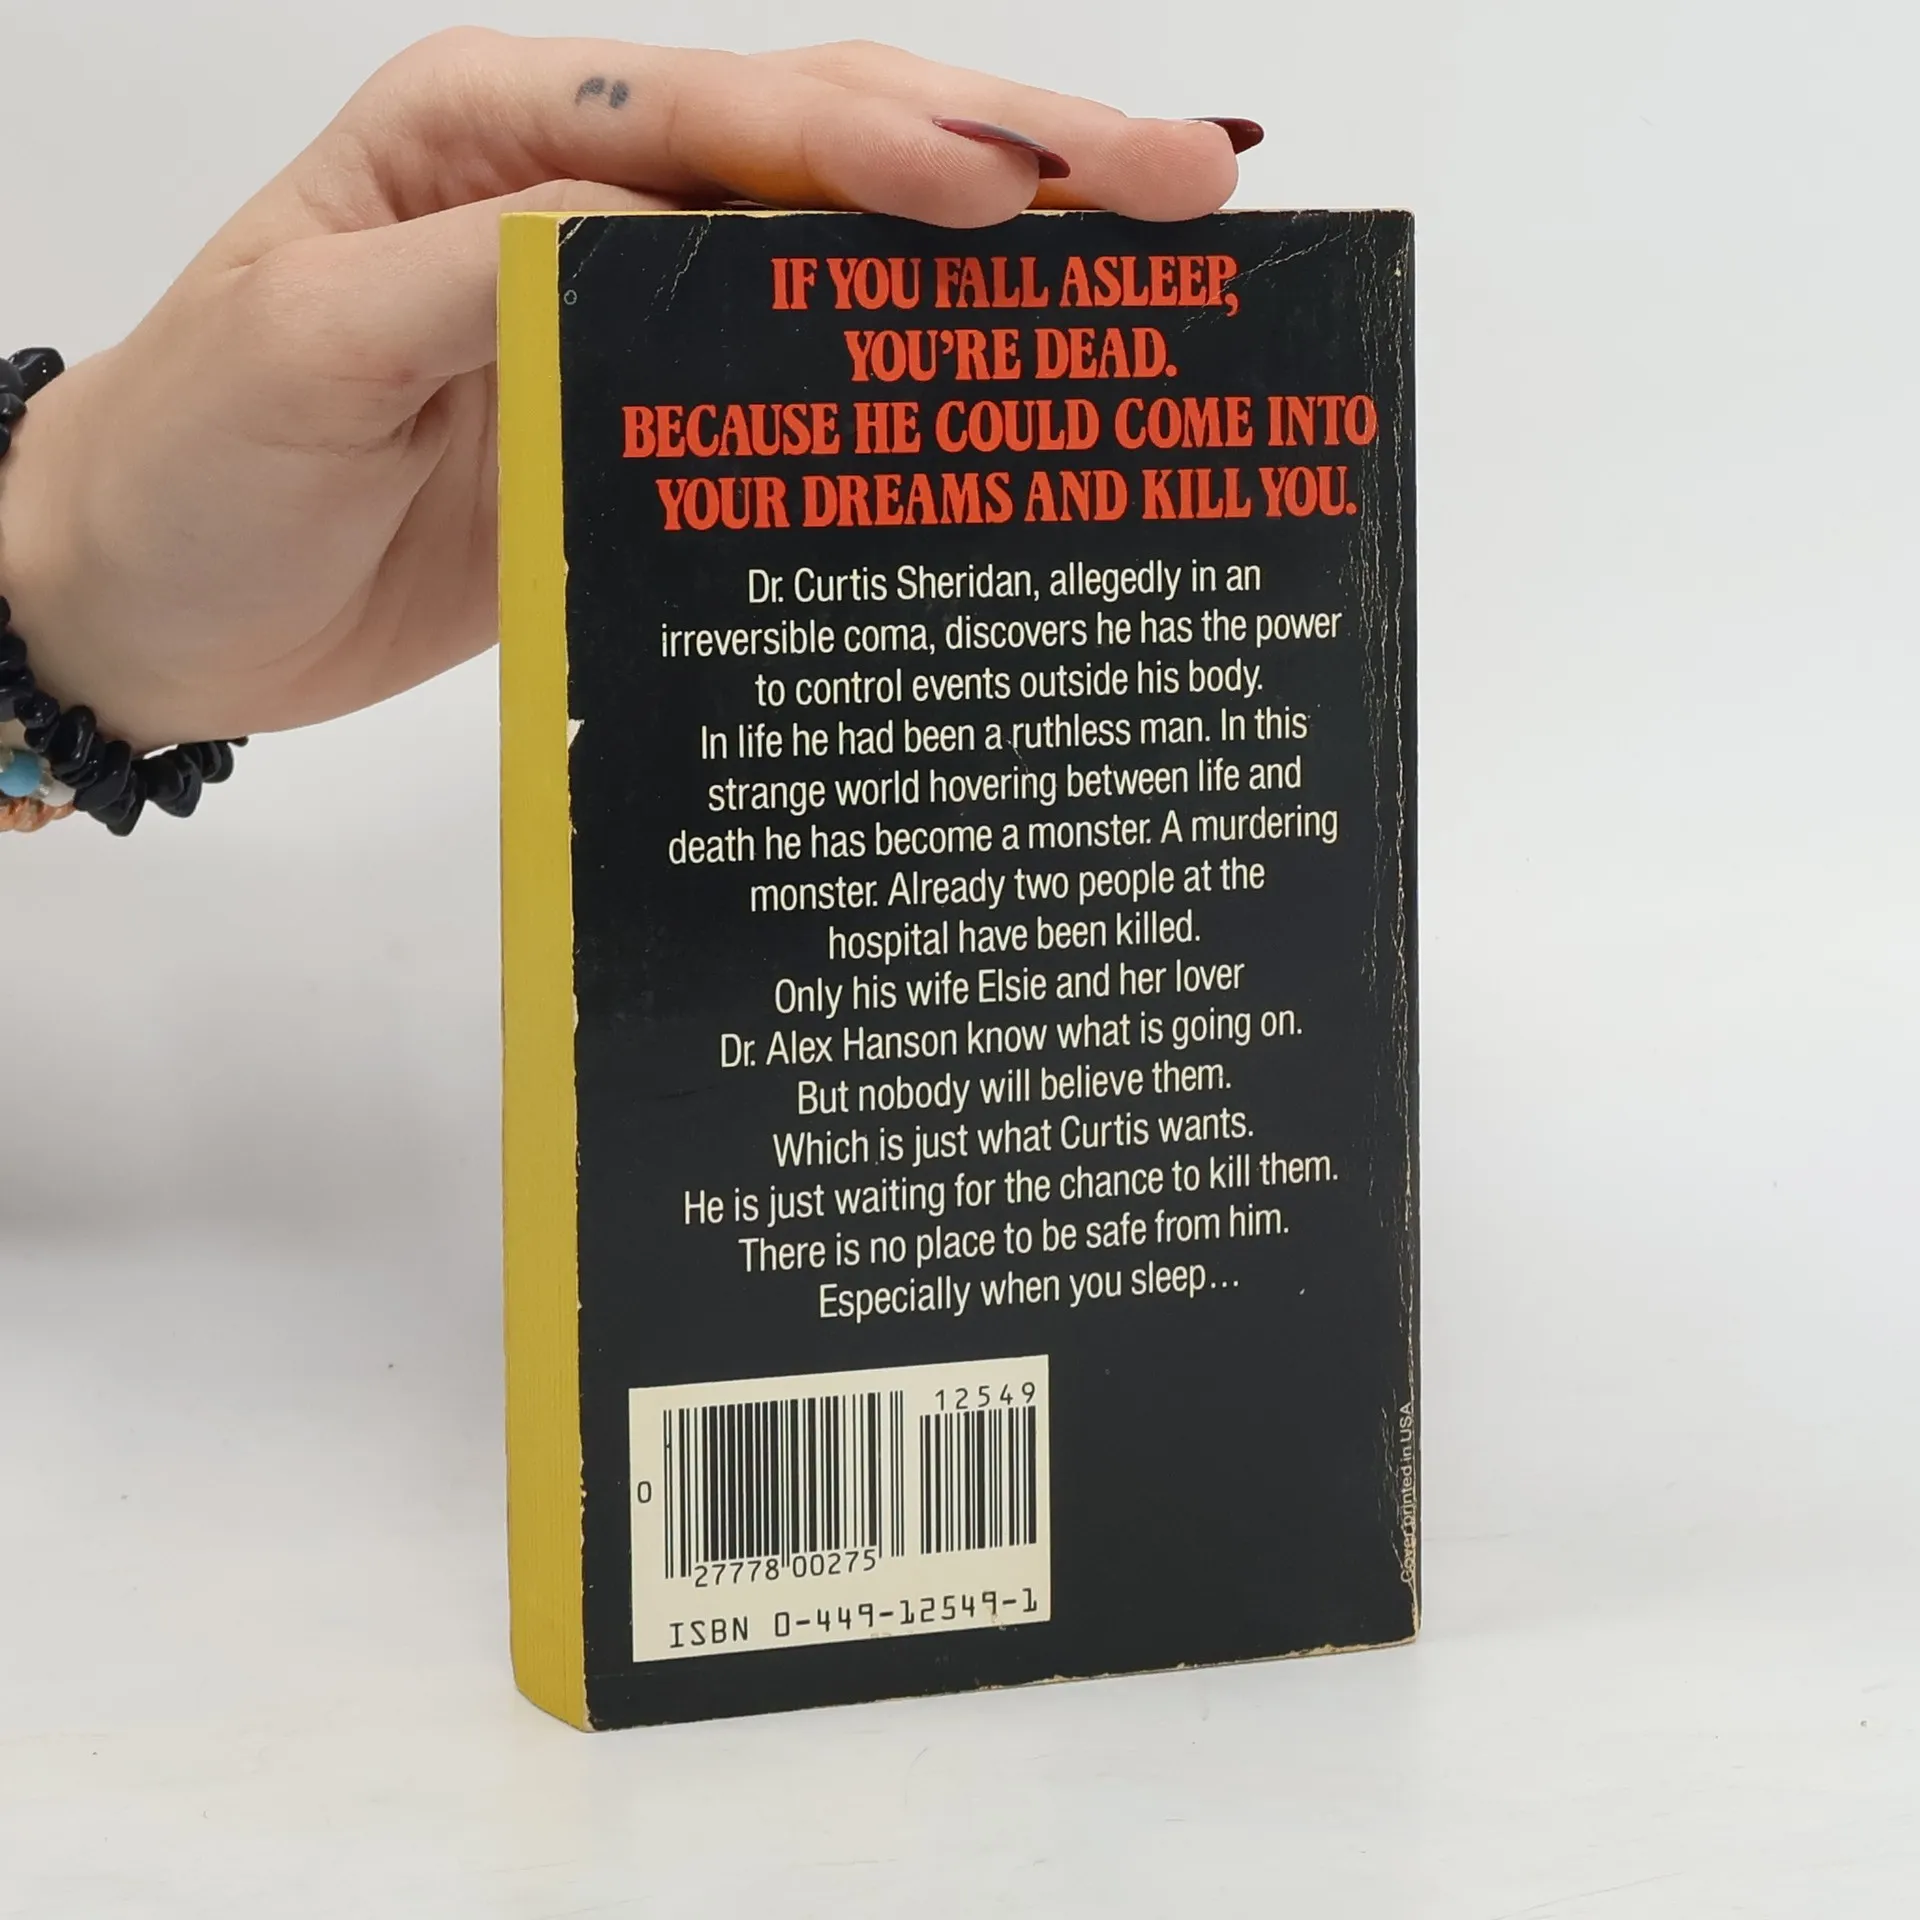 IF YOU FALL ASLEEP,
YOU'RE DEAD.
BECAUSE HE COULD COME INTO
YOUR DREAMS AND KILL YOU.
Dr. Curtis Sheridan, allegedly in an
irreversible coma, discovers he has the power
to control events outside his body.
In life he had been a ruthless man. In this
strange world hovering between life and
death he has become a monster. A murdering
monster. Already two people at the
hospital have been killed.
Only his wife Elsie and her lover
Dr. Alex Hanson know what is going on.
But nobody will believe them.
Which is just what Curtis wants.
He is just waiting for the chance to kill them.
There is no place to be safe from him.
Especially when you sleep...
12549
0
27778 00275
ISBN 0-449-12549-1
Cover printed in USA